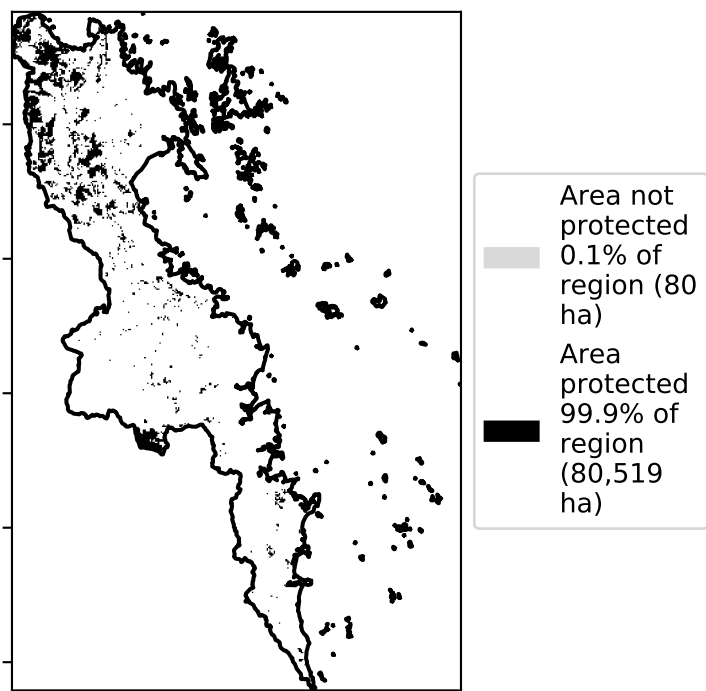 Area not
protected
0.1% of
region (80
ha)
Area
protected
99.9% of
region
(80,519
ha)